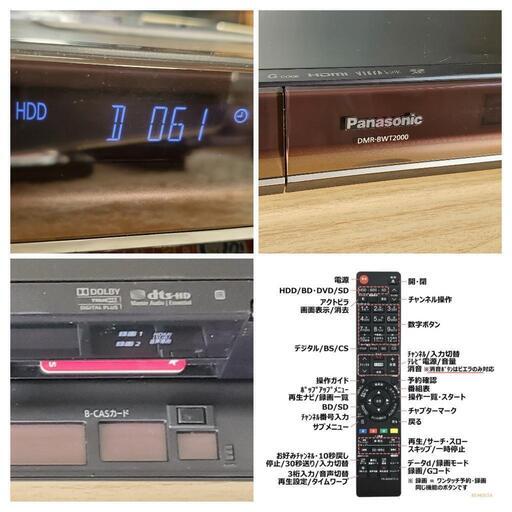 HDD D 061
G-CODE HDMI VIERA Link
Panasonic
DMR-BWT2000
DOLBY
TRUEHD
DIGITAL PLUS
dts-HD
Master Audio | Essential
録画 1
録画 2
HDMI
B-CASカード
電源
HDD/BD・DVD/SD
アクトビラ
画面表示/消去
デジタル/BS/CS
操作ガイド
ポップアップメニュー
再生ナビ/録画一覧
BD/SD
チャンネル番号入力
サブメニュー
お好みチャンネル・10秒戻し
停止/30秒送り/入力切替
3桁入力/音声切替
再生設定/タイムワープ
開・閉
チャンネル操作
数字ボタン
チャンネル/入力切替
テレビ電源/音量
消音 ※消音ボタンはビエラのみ対応
予約確認
番組表
操作一覧・スタート
チャプターマーク
戻る
再生/サーチ・スロー
スキップ/一時停止
データd/録画モード
録画/Gコード
※ 録画 = ワンタッチ予約・録画
同じ機能のボタンです